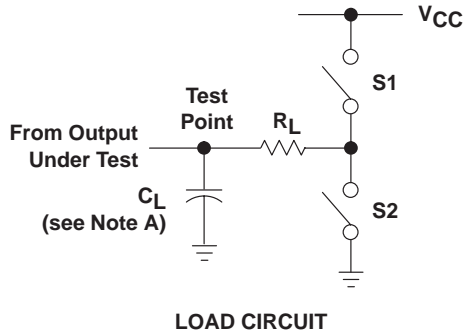 VCC
S1
Test
Point
RL
From Output
Under Test
CL
(see Note A)
S2
LOAD CIRCUIT